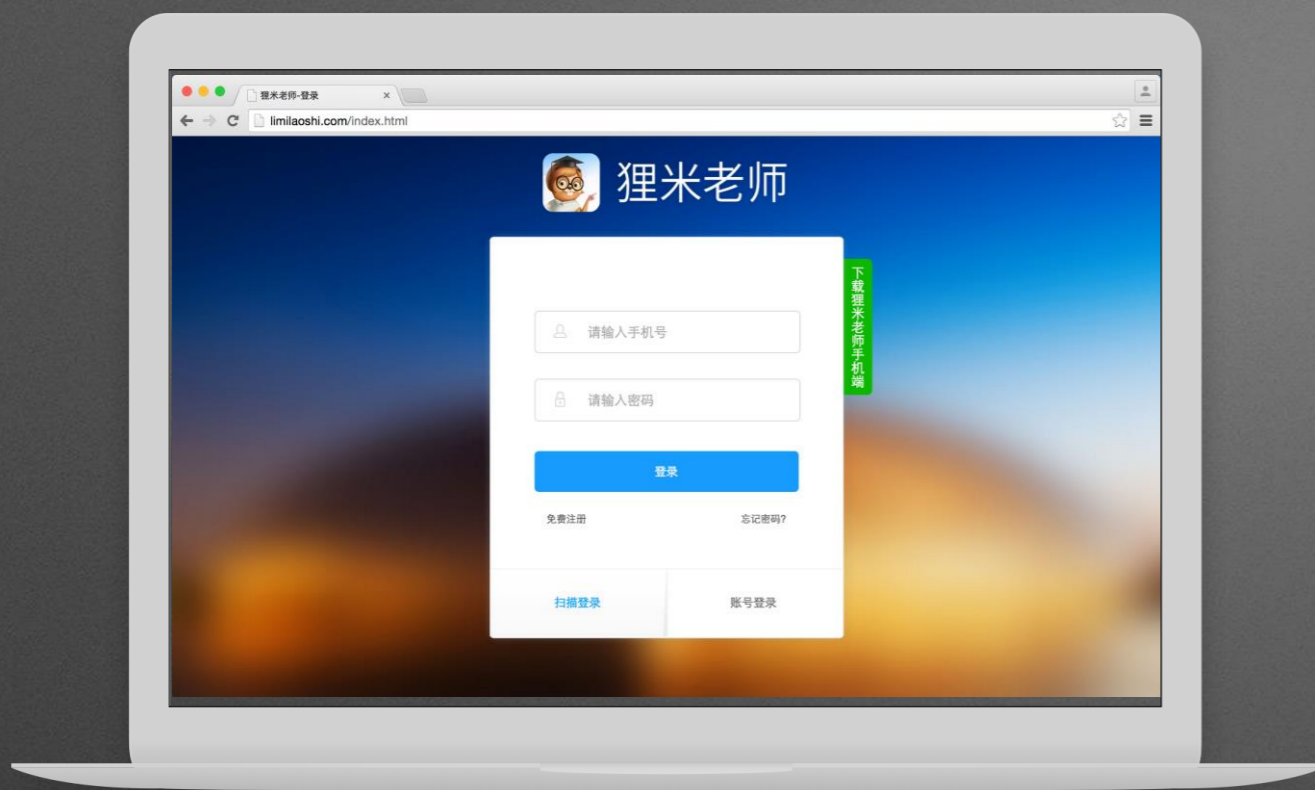 狸米老师-登录
limilaoshi.com/index.html
狸米老师
下载狸米老师手机端
请输入手机号
请输入密码
登录
免费注册
忘记密码?
扫描登录
账号登录